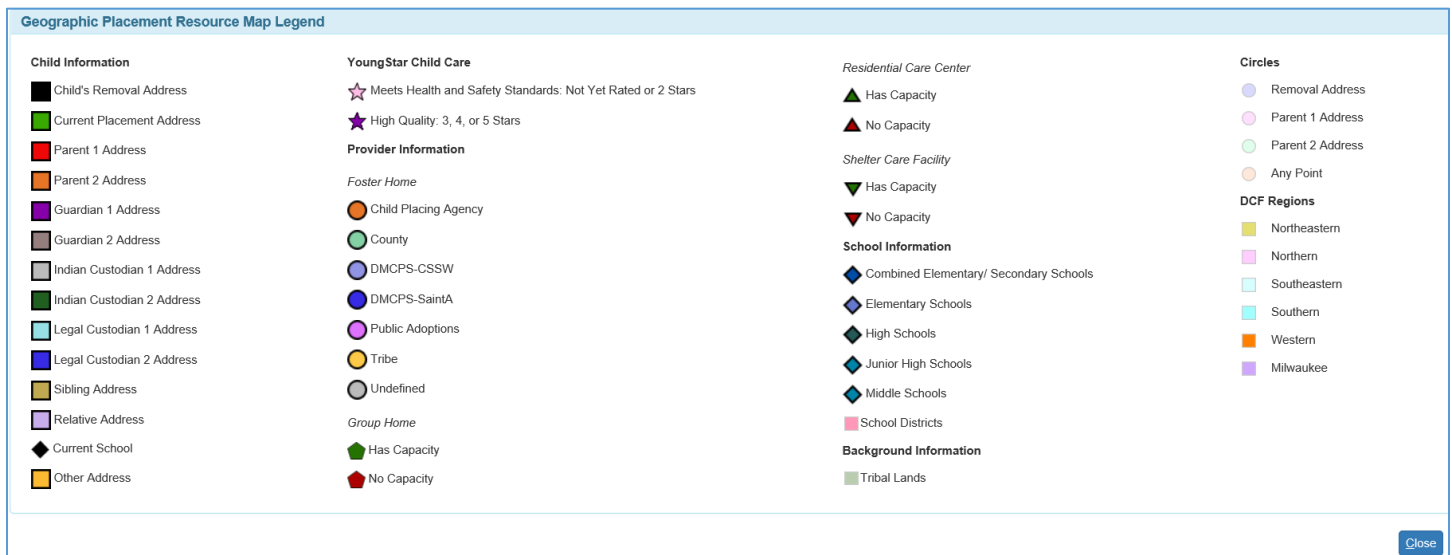 Geographic Placement Resource Map Legend
Child Information
Child's Removal Address
Current Placement Address
Parent 1 Address
Parent 2 Address
Guardian 1 Address
Guardian 2 Address
Indian Custodian 1 Address
Indian Custodian 2 Address
Legal Custodian 1 Address
Legal Custodian 2 Address
Sibling Address
Relative Address
Current School
Other Address
YoungStar Child Care
Meets Health and Safety Standards: Not Yet Rated or 2 Stars
High Quality: 3, 4, or 5 Stars
Provider Information
Foster Home
Child Placing Agency
County
DMCPS-CSSW
DMCPS-SaintA
Public Adoptions
Tribe
Undefined
Group Home
Has Capacity
No Capacity
Residential Care Center
Has Capacity
No Capacity
Shelter Care Facility
Has Capacity
No Capacity
School Information
Combined Elementary/ Secondary Schools
Elementary Schools
High Schools
Junior High Schools
Middle Schools
School Districts
Background Information
Tribal Lands
Circles
Removal Address
Parent 1 Address
Parent 2 Address
Any Point
DCF Regions
Northeastern
Northern
Southeastern
Southern
Western
Milwaukee
Close